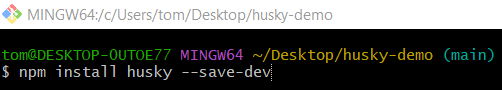 MINGW64:/c/Users/tom/Desktop/husky-demo
tom@DESKTOP-OUTOE77 MINGW64 ~/Desktop/husky-demo (main)
$ npm install husky --save-dev